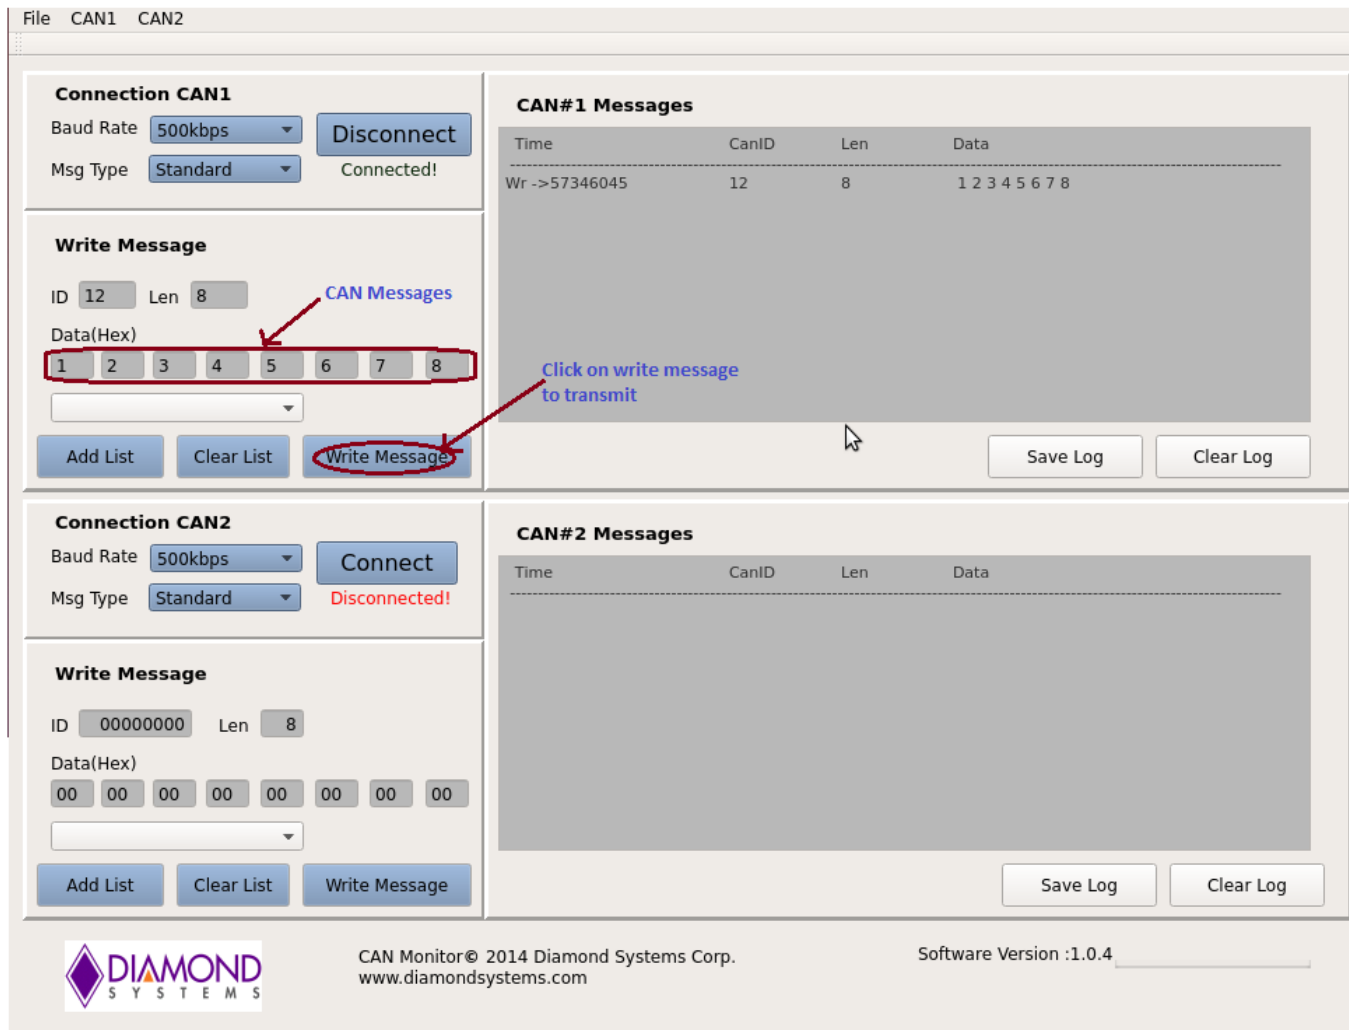 File CAN1 CAN2
Connection CAN1
Baud Rate 500kbps Disconnect
Msg Type Standard Connected!
Write Message
ID 12 Len 8
CAN Messages
Data(Hex)
1 2 3 4 5 6 7 8
Add List Clear List Write Message
CAN#1 Messages
Time CanID Len Data
Wr ->57346045 12 8 1 2 3 4 5 6 7 8
Click on write message
to transmit
Save Log Clear Log
Connection CAN2
Baud Rate 500kbps Connect
Msg Type Standard Disconnected!
Write Message
ID 00000000 Len 8
Data(Hex)
00 00 00 00 00 00 00 00
Add List Clear List Write Message
CAN#2 Messages
Time CanID Len Data
Save Log Clear Log
DIAMOND
SYSTEMS
CAN Monitor© 2014 Diamond Systems Corp.
www.diamondsystems.com
Software Version :1.0.4